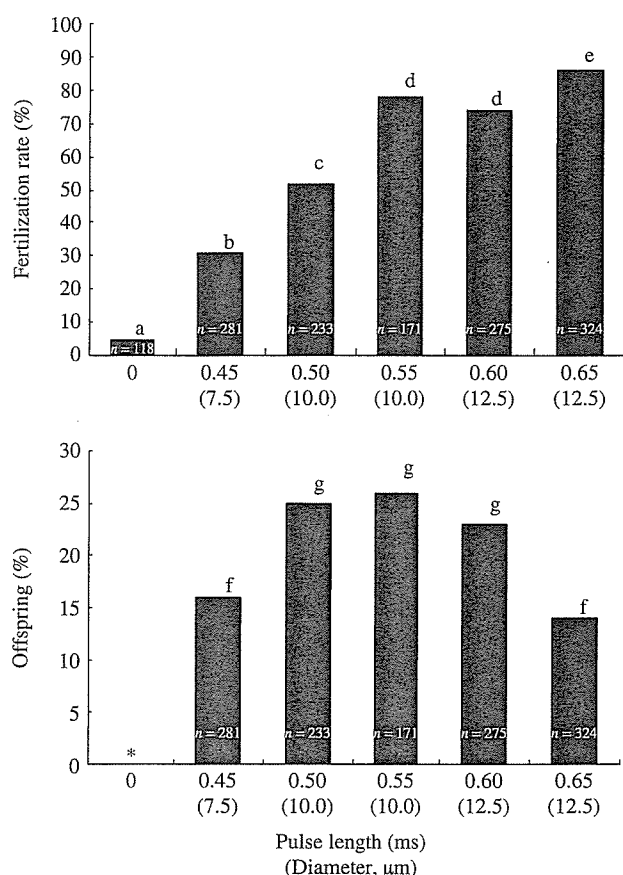 Fertilization rate (%)
100
90
80
70
60
50
40
30
20
10
0
a
b
c
d
d
e
n = 118
n = 281
n = 233
n = 171
n = 275
n = 324
0 0.45 0.50 0.55 0.60 0.65
(7.5) (10.0) (10.0) (12.5) (12.5)
Offspring (%)
30
25
20
15
10
5
0
*
f
g
g
g
f
n = 281
n = 233
n = 171
n = 275
n = 324
0 0.45 0.50 0.55 0.60 0.65
(7.5) (10.0) (10.0) (12.5) (12.5)
Pulse length (ms)
(Diameter, μm)